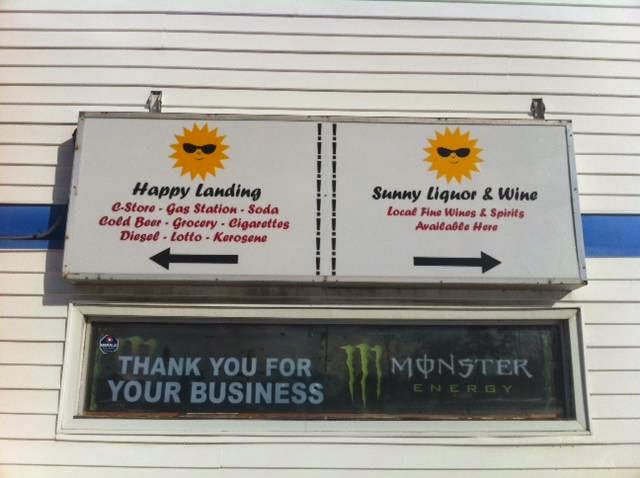 Happy Landing
C-Store - Gas Station - Soda
Cold Beer - Grocery - Cigarettes
Diesel - Lotto - Kerosene
Sunny Liquor & Wine
Local Fine Wines & Spirits
Available Here
THANK YOU FOR
YOUR BUSINESS
MONSTER
ENERGY